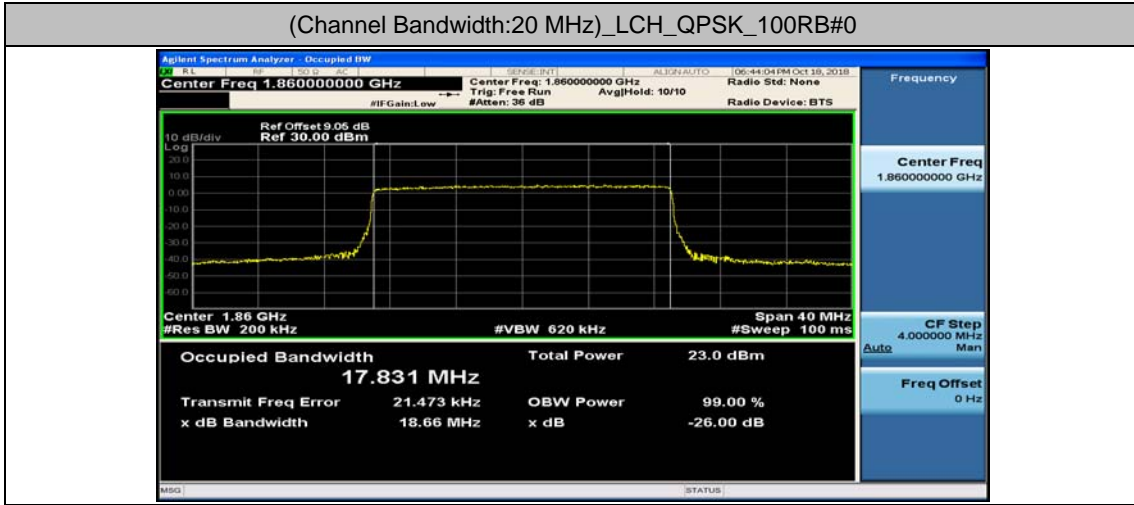 (Channel Bandwidth:20 MHz)_LCH_QPSK_100RB#0
Agilent Spectrum Analyzer - Occupied BW
RL RF 50 Ω AC SENSE:INT ALIGN AUTO 06:44:04 PM Oct 18, 2018
Center Freq 1.860000000 GHz
Center Freq: 1.860000000 GHz
Radio Std: None
Trig: Free Run Avg|Hold: 10/10
#IFGain:Low
#Atten: 36 dB
Radio Device: BTS
Frequency
Ref Offset 9.05 dB
10 dB/div Ref 30.00 dBm
Log
20.0
10.0
0.00
-10.0
-20.0
-30.0
-40.0
-50.0
-60.0
Center Freq
1.860000000 GHz
Center 1.86 GHz Span 40 MHz
#Res BW 200 kHz #VBW 620 kHz #Sweep 100 ms
CF Step
4.000000 MHz
Auto Man
Freq Offset
0 Hz
Occupied Bandwidth Total Power 23.0 dBm
17.831 MHz
Transmit Freq Error 21.473 kHz OBW Power 99.00 %
x dB Bandwidth 18.66 MHz x dB -26.00 dB
MSG STATUS